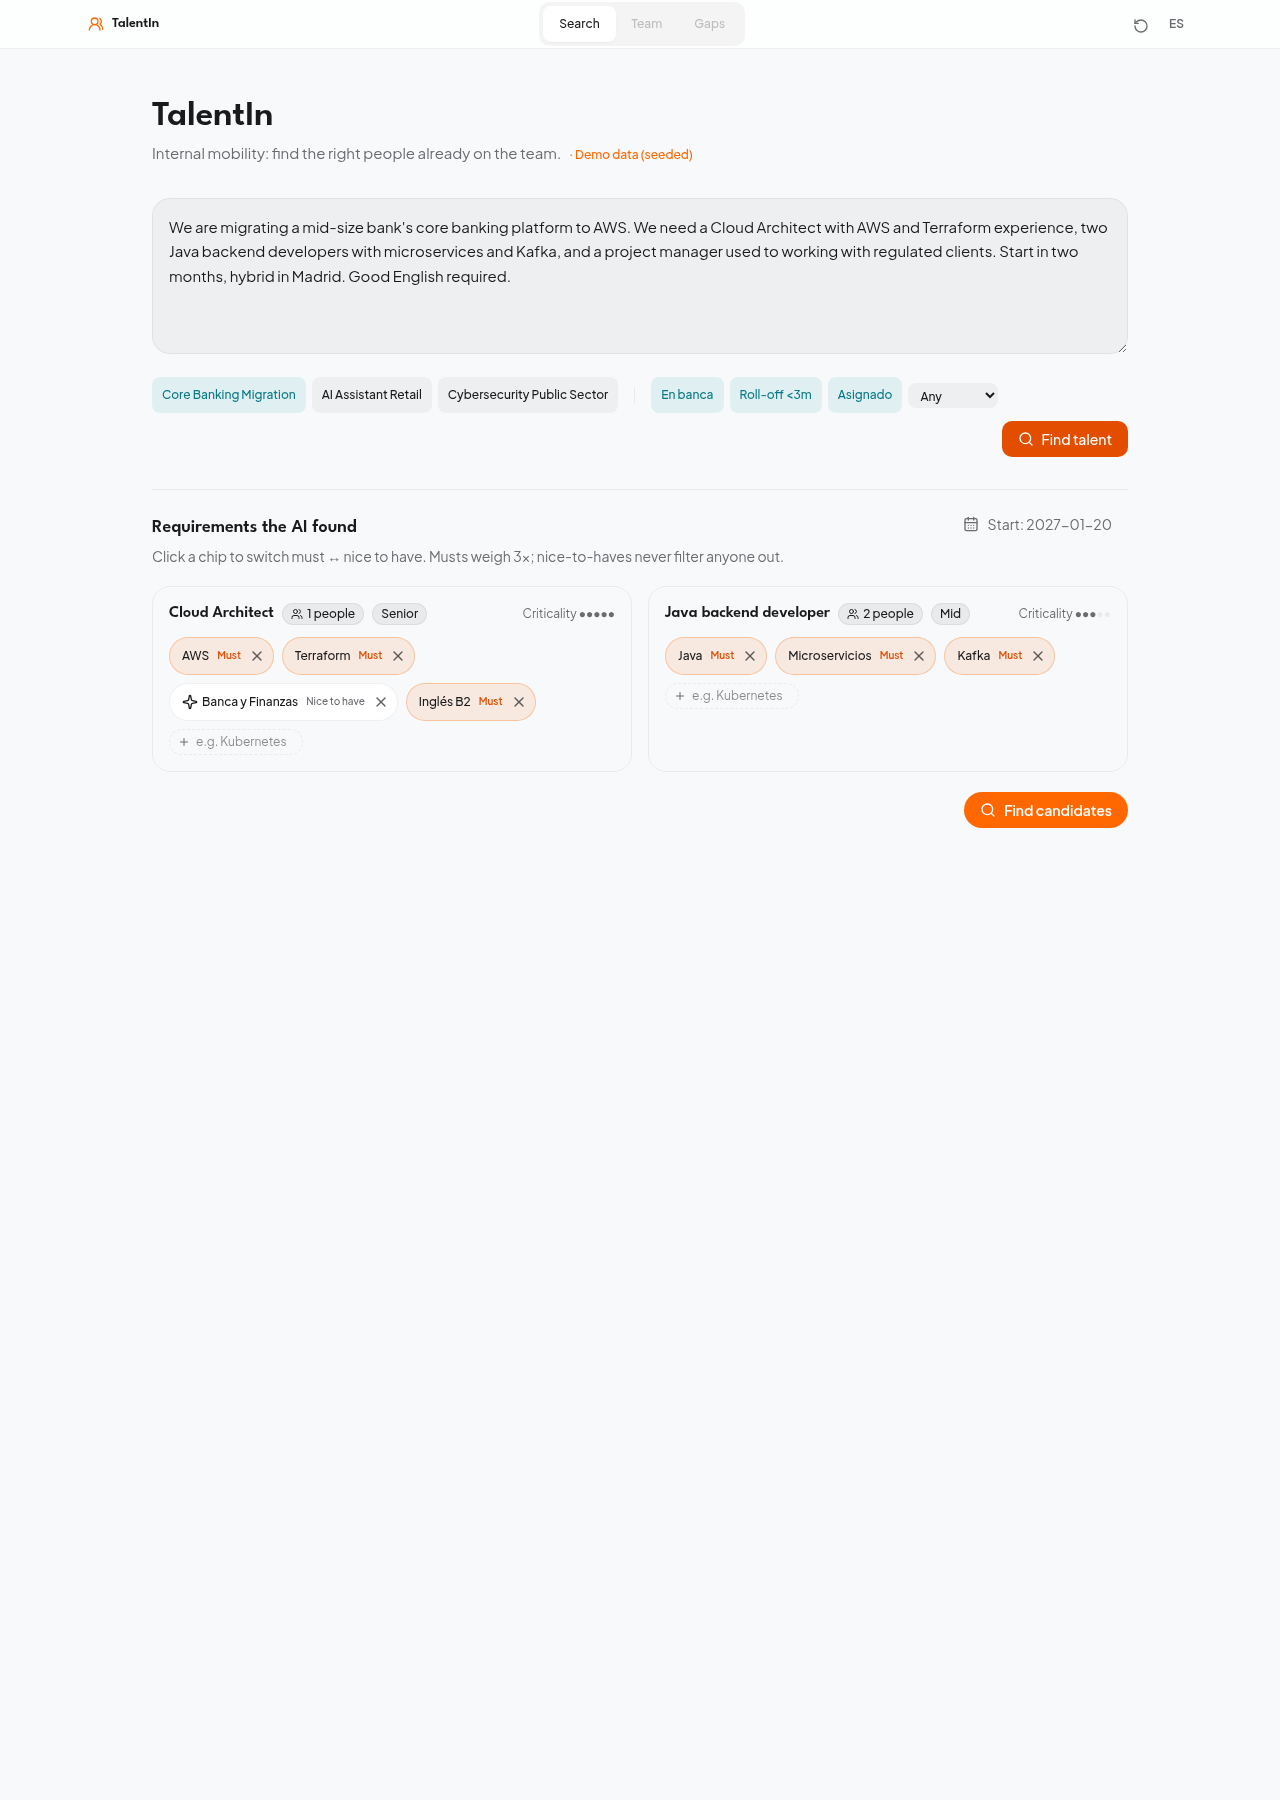 TalentIn
Search Team Gaps
ES
TalentIn
Internal mobility: find the right people already on the team. · Demo data (seeded)
We are migrating a mid-size bank's core banking platform to AWS. We need a Cloud Architect with AWS and Terraform experience, two
Java backend developers with microservices and Kafka, and a project manager used to working with regulated clients. Start in two
months, hybrid in Madrid. Good English required.
Core Banking Migration AI Assistant Retail Cybersecurity Public Sector En banca Roll-off <3m Asignado Any
Find talent
Requirements the AI found
Start: 2027-01-20
Click a chip to switch must ↔ nice to have. Musts weigh 3×; nice-to-haves never filter anyone out.
Cloud Architect 1 people Senior Criticality ●●●●●
AWS Must Terraform Must
Banca y Finanzas Nice to have Inglés B2 Must
e.g. Kubernetes
Java backend developer 2 people Mid Criticality ●●●●●
Java Must Microservicios Must Kafka Must
e.g. Kubernetes
Find candidates